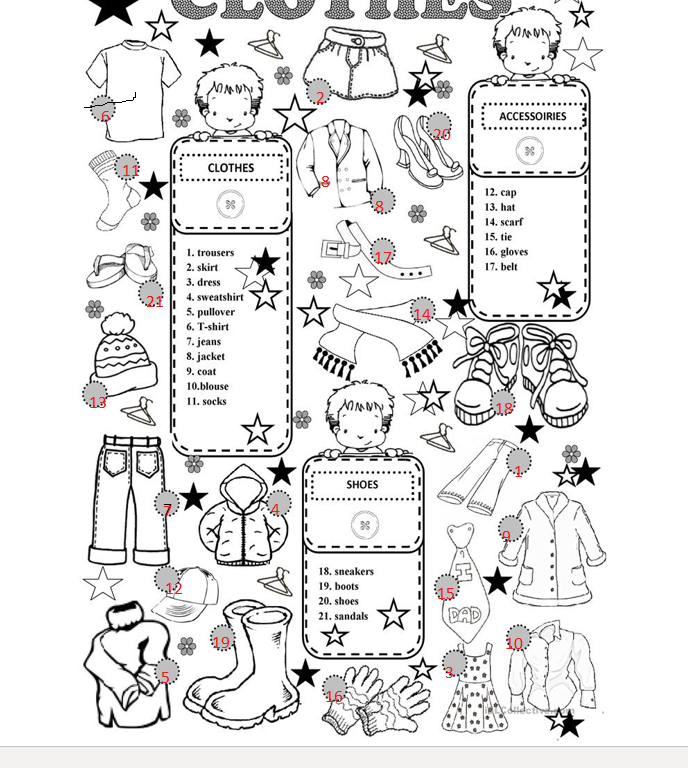 CLOTHES
CLOTHES
1. trousers
2. skirt
3. dress
4. sweatshirt
5. pullover
6. T-shirt
7. jeans
8. jacket
9. coat
10.blouse
11. socks
ACCESSOIRIES
12. cap
13. hat
14. scarf
15. tie
16. gloves
17. belt
SHOES
18. sneakers
19. boots
20. shoes
21. sandals
6
2
20
11
8
8
17
21
14
13
18
1
7
4
9
12
15
I
DAD
19
10
3
5
16